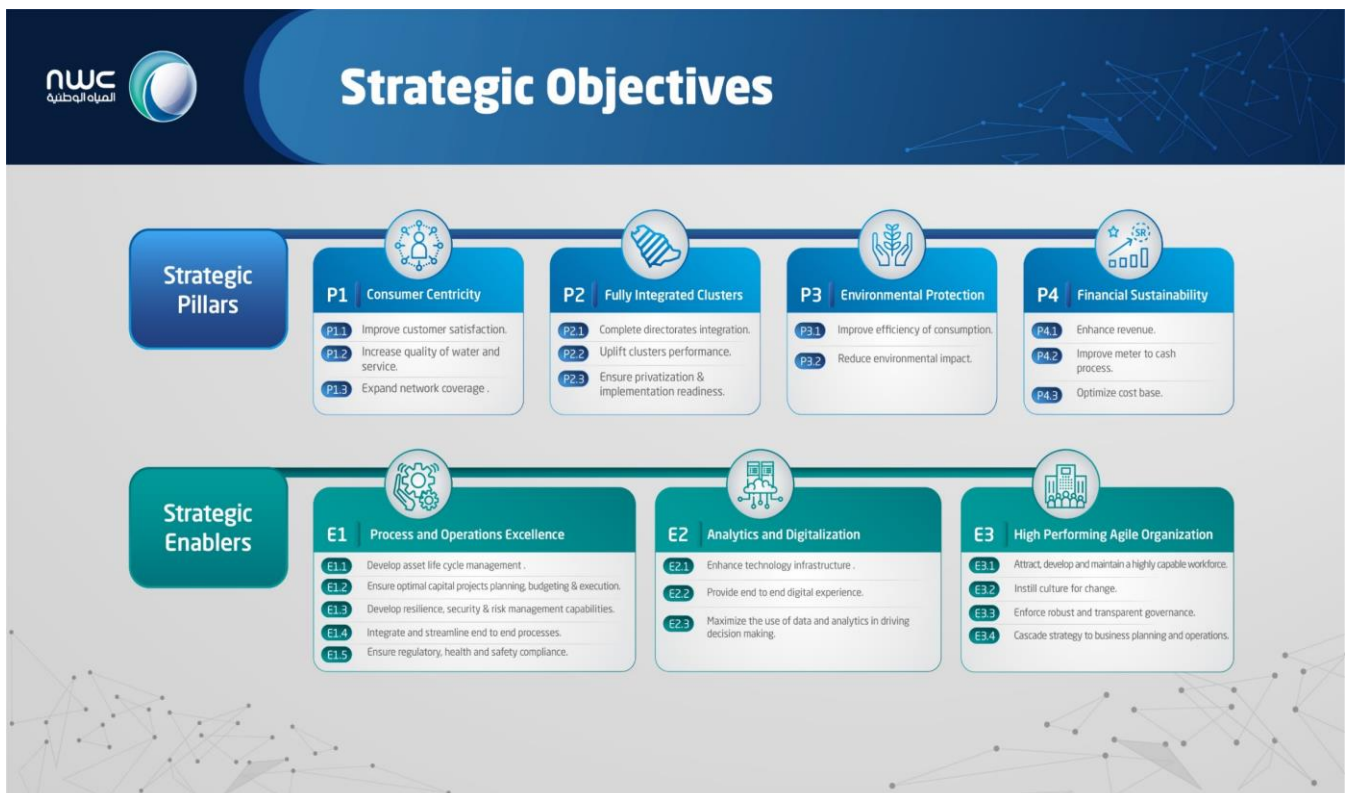 nwc
المياه الوطنية
Strategic Objectives
Strategic
Pillars
P1 Consumer Centricity
P1.1 Improve customer satisfaction.
P1.2 Increase quality of water and
service.
P1.3 Expand network coverage .
P2 Fully Integrated Clusters
P2.1 Complete directorates integration.
P2.2 Uplift clusters performance.
P2.3 Ensure privatization &
implementation readiness.
P3 Environmental Protection
P3.1 Improve efficiency of consumption.
P3.2 Reduce environmental impact.
SR
P4 Financial Sustainability
P4.1 Enhance revenue.
P4.2 Improve meter to cash
process.
P4.3 Optimize cost base.
Strategic
Enablers
E1 Process and Operations Excellence
E1.1 Develop asset life cycle management .
E1.2 Ensure optimal capital projects planning, budgeting & execution.
E1.3 Develop resilience, security & risk management capabilities.
E1.4 Integrate and streamline end to end processes.
E1.5 Ensure regulatory, health and safety compliance.
E2 Analytics and Digitalization
E2.1 Enhance technology infrastructure .
E2.2 Provide end to end digital experience.
E2.3 Maximize the use of data and analytics in driving
decision making.
E3 High Performing Agile Organization
E3.1 Attract, develop and maintain a highly capable workforce.
E3.2 Instill culture for change.
E3.3 Enforce robust and transparent governance.
E3.4 Cascade strategy to business planning and operations.